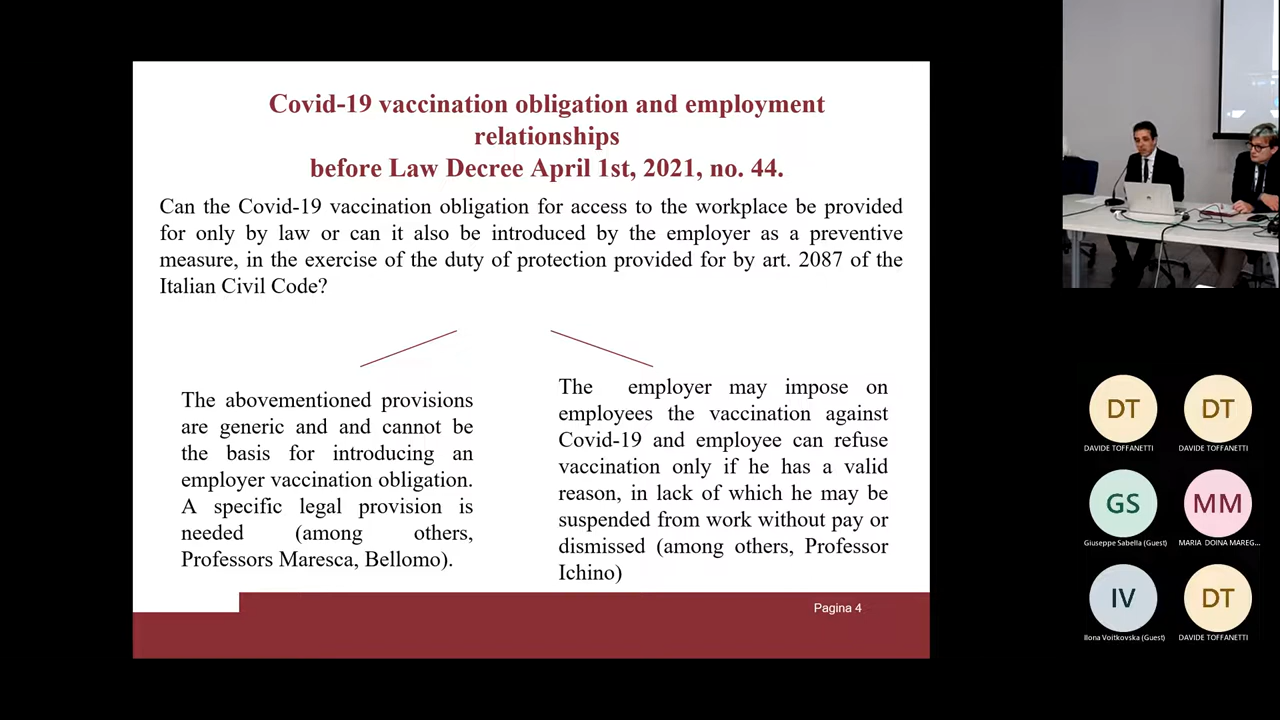 Covid-19 vaccination obligation and employment
relationships
before Law Decree April 1st, 2021, no. 44.
Can the Covid-19 vaccination obligation for access to the workplace be provided
for only by law or can it also be introduced by the employer as a preventive
measure, in the exercise of the duty of protection provided for by art. 2087 of the
Italian Civil Code?
The abovementioned provisions
are generic and and cannot be
the basis for introducing an
employer vaccination obligation.
A specific legal provision is
needed (among others,
Professors Maresca, Bellomo).
The employer may impose on
employees the vaccination against
Covid-19 and employee can refuse
vaccination only if he has a valid
reason, in lack of which he may be
suspended from work without pay or
dismissed (among others, Professor
Ichino)
Pagina 4
DT
DT
DAVIDE TOFFANETTI
DAVIDE TOFFANETTI
GS
MM
Giuseppe Sabella (Guest)
MARIA DOINA MAREG...
IV
DT
Ilona Voitkovska (Guest)
DAVIDE TOFFANETTI